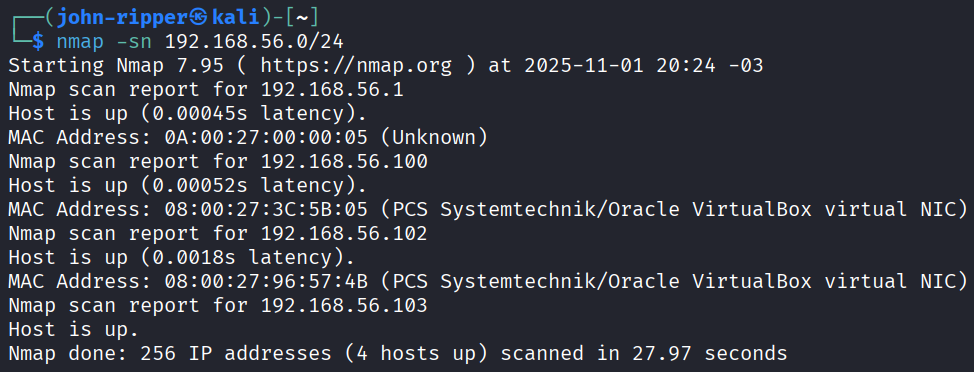 ┌──(john-ripper㉿kali)-[~]
└─$ nmap -sn 192.168.56.0/24
Starting Nmap 7.95 ( https://nmap.org ) at 2025-11-01 20:24 -03
Nmap scan report for 192.168.56.1
Host is up (0.00045s latency).
MAC Address: 0A:00:27:00:00:05 (Unknown)
Nmap scan report for 192.168.56.100
Host is up (0.00052s latency).
MAC Address: 08:00:27:3C:5B:05 (PCS Systemtechnik/Oracle VirtualBox virtual NIC)
Nmap scan report for 192.168.56.102
Host is up (0.0018s latency).
MAC Address: 08:00:27:96:57:4B (PCS Systemtechnik/Oracle VirtualBox virtual NIC)
Nmap scan report for 192.168.56.103
Host is up.
Nmap done: 256 IP addresses (4 hosts up) scanned in 27.97 seconds